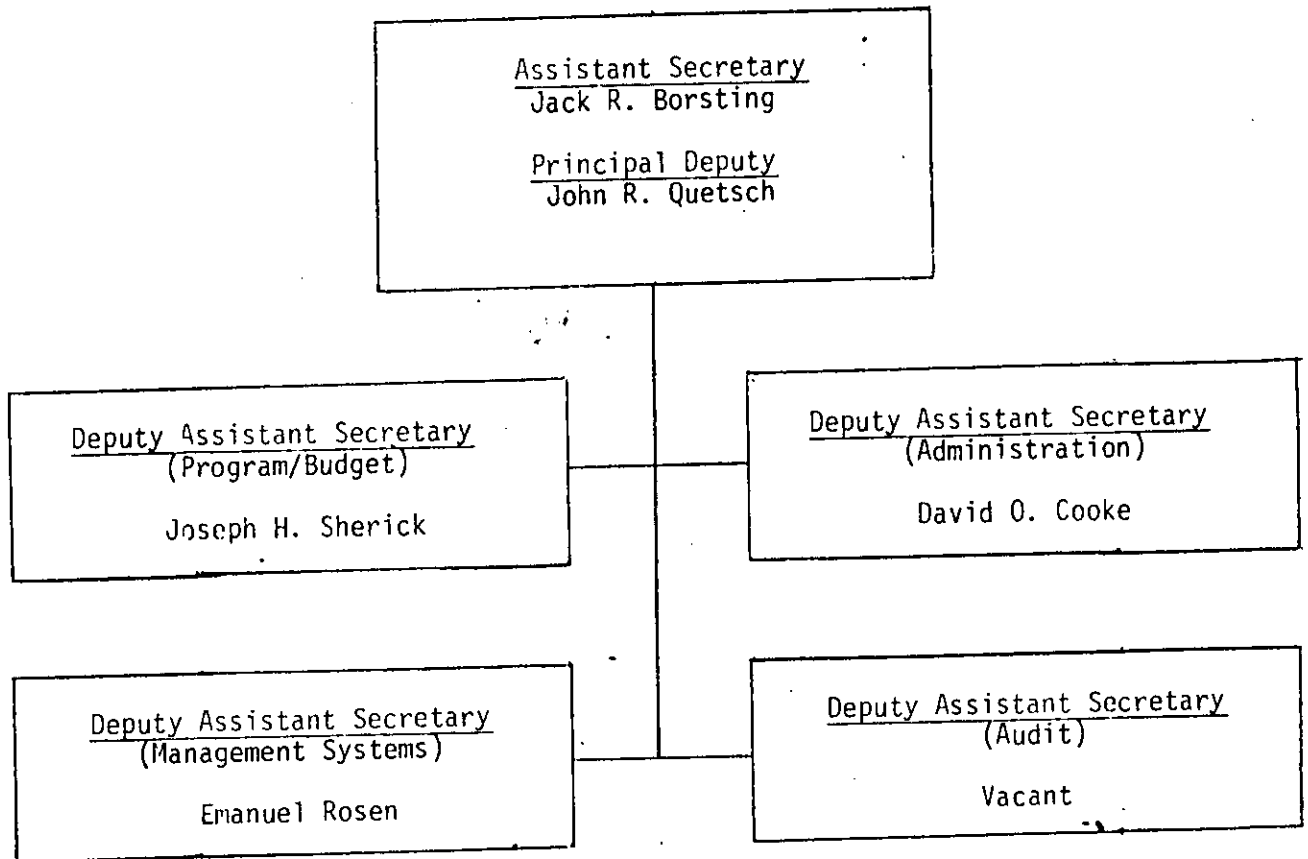 Assistant Secretary
Jack R. Borsting
Principal Deputy
John R. Quetsch
Deputy Assistant Secretary
(Program/Budget)
Joseph H. Sherick
Deputy Assistant Secretary
(Administration)
David O. Cooke
Deputy Assistant Secretary
(Management Systems)
Emanuel Rosen
Deputy Assistant Secretary
(Audit)
Vacant